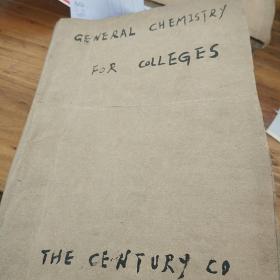 GENERAL CHEMISTRY
FOR COLLEGES
THE CENTURY CO